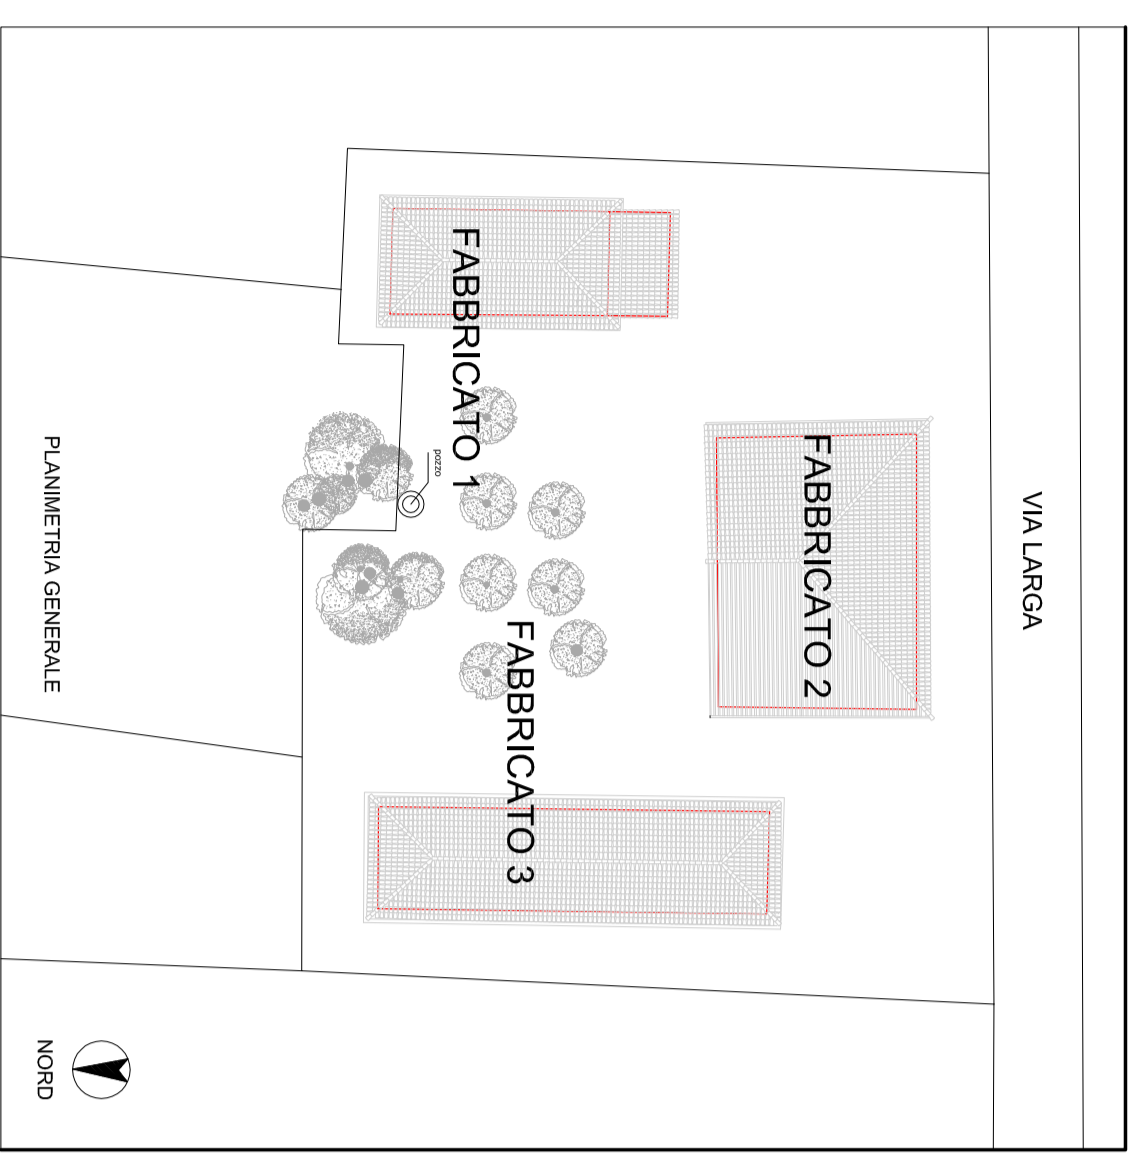 VIA LARGA
FABBRICATO 2
FABBRICATO 1
FABBRICATO 3
pozzo
PLANIMETRIA GENERALE
NORD